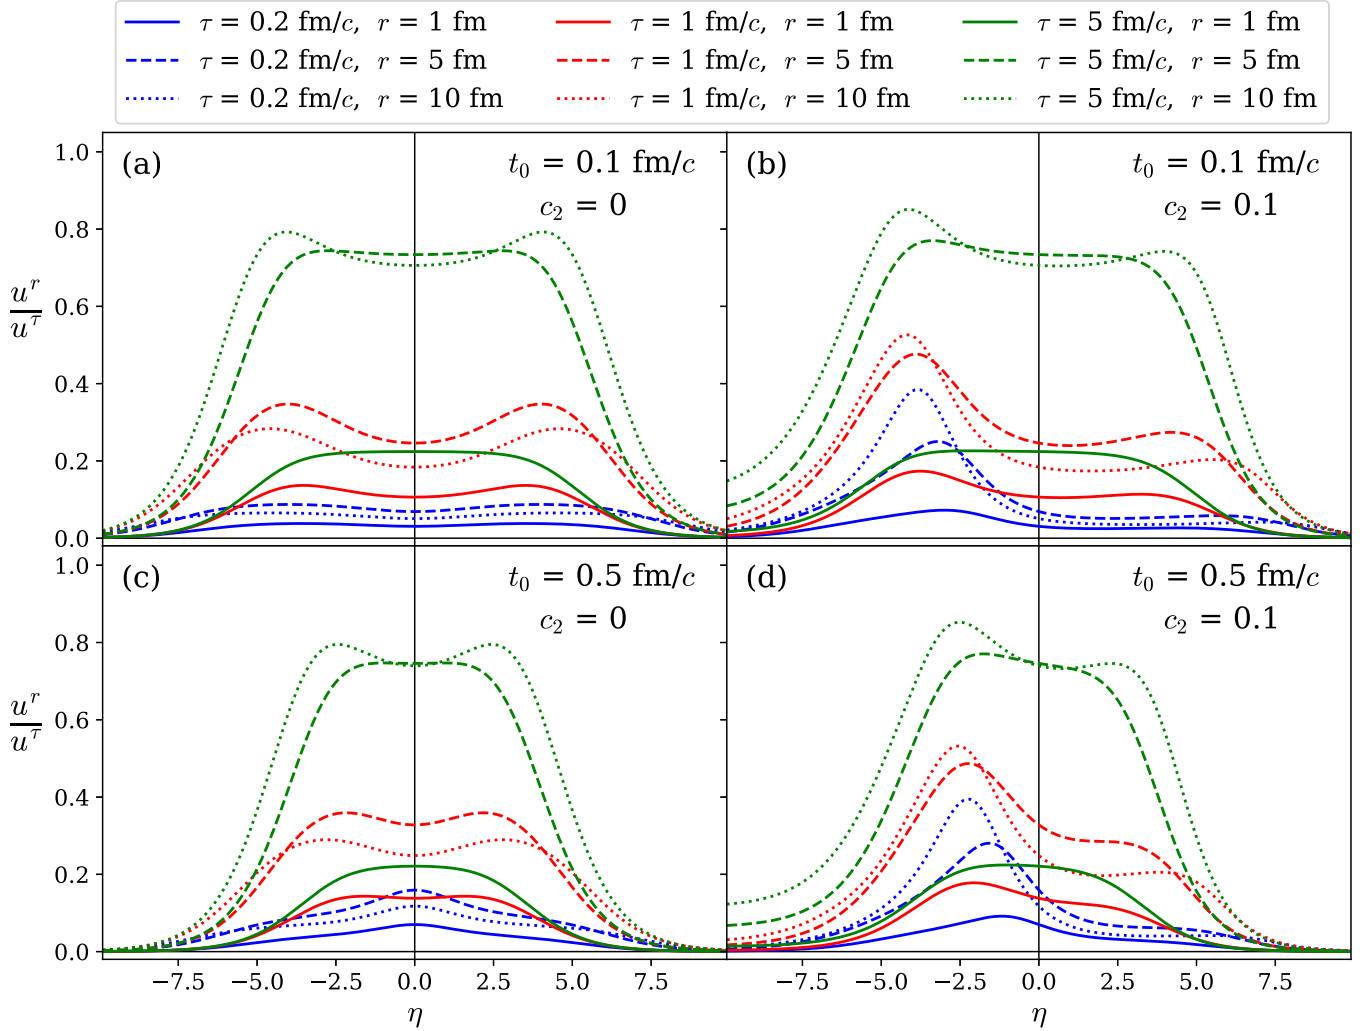 τ = 0.2 fm/c, r = 1 fm
τ = 0.2 fm/c, r = 5 fm
τ = 0.2 fm/c, r = 10 fm
τ = 1 fm/c, r = 1 fm
τ = 1 fm/c, r = 5 fm
τ = 1 fm/c, r = 10 fm
τ = 5 fm/c, r = 1 fm
τ = 5 fm/c, r = 5 fm
τ = 5 fm/c, r = 10 fm
(a)
t₀ = 0.1 fm/c
c₂ = 0
(b)
t₀ = 0.1 fm/c
c₂ = 0.1
1.0
0.8
0.6
0.4
0.2
0.0
uʳ
u^τ
(c)
t₀ = 0.5 fm/c
c₂ = 0
(d)
t₀ = 0.5 fm/c
c₂ = 0.1
1.0
0.8
0.6
0.4
0.2
0.0
uʳ
u^τ
−7.5 −5.0 −2.5 0.0 2.5 5.0 7.5
−7.5 −5.0 −2.5 0.0 2.5 5.0 7.5
η
η